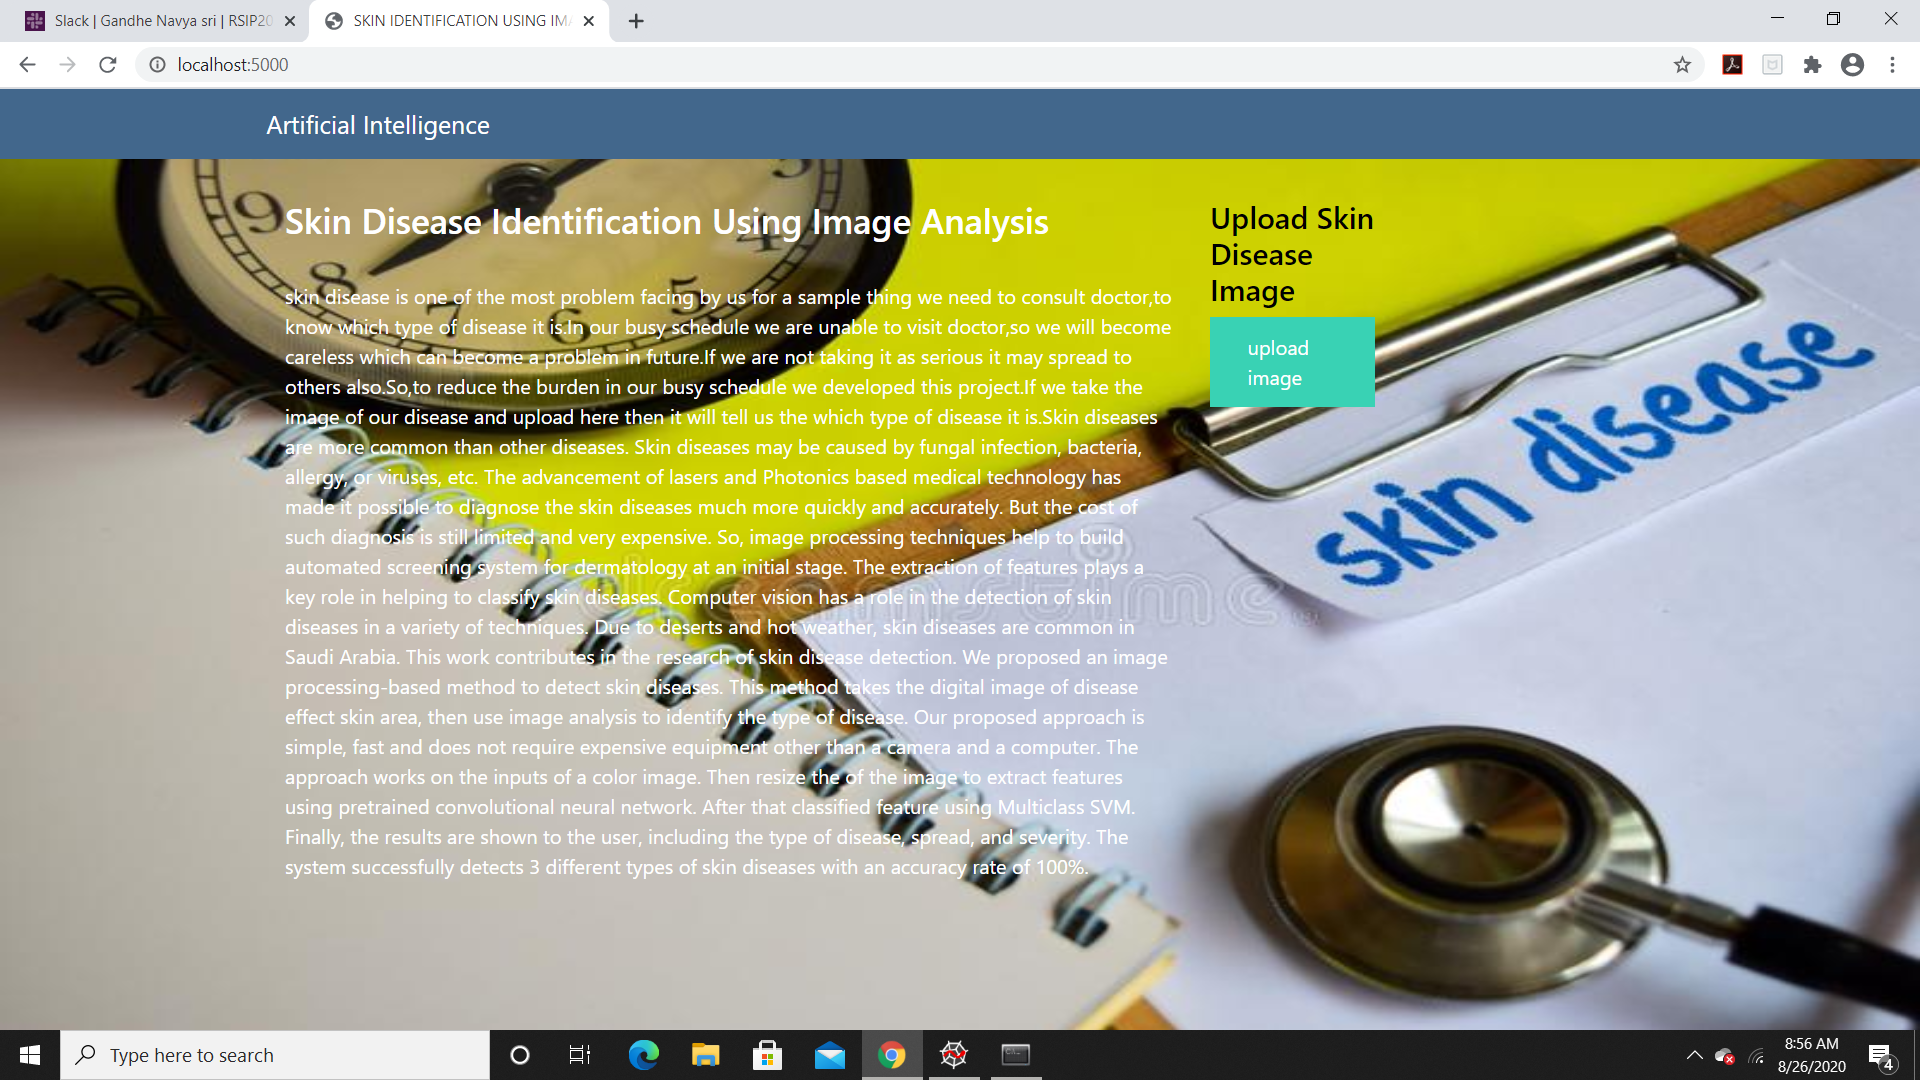 Slack | Gandhe Navya sri | RSIP20
SKIN IDENTIFICATION USING IMA
localhost:5000
Artificial Intelligence
Skin Disease Identification Using Image Analysis
skin disease is one of the most problem facing by us for a sample thing we need to consult doctor,to
know which type of disease it is.In our busy schedule we are unable to visit doctor,so we will become
careless which can become a problem in future.If we are not taking it as serious it may spread to
others also.So,to reduce the burden in our busy schedule we developed this project.If we take the
image of our disease and upload here then it will tell us the which type of disease it is.Skin diseases
are more common than other diseases. Skin diseases may be caused by fungal infection, bacteria,
allergy, or viruses, etc. The advancement of lasers and Photonics based medical technology has
made it possible to diagnose the skin diseases much more quickly and accurately. But the cost of
such diagnosis is still limited and very expensive. So, image processing techniques help to build
automated screening system for dermatology at an initial stage. The extraction of features plays a
key role in helping to classify skin diseases. Computer vision has a role in the detection of skin
diseases in a variety of techniques. Due to deserts and hot weather, skin diseases are common in
Saudi Arabia. This work contributes in the research of skin disease detection. We proposed an image
processing-based method to detect skin diseases. This method takes the digital image of disease
effect skin area, then use image analysis to identify the type of disease. Our proposed approach is
simple, fast and does not require expensive equipment other than a camera and a computer. The
approach works on the inputs of a color image. Then resize the of the image to extract features
using pretrained convolutional neural network. After that classified feature using Multiclass SVM.
Finally, the results are shown to the user, including the type of disease, spread, and severity. The
system successfully detects 3 different types of skin diseases with an accuracy rate of 100%.
Upload Skin
Disease
Image
upload
image
skin disease
dreamstime
9
8
7
6
5
4
3
Type here to search
8:56 AM
8/26/2020
4